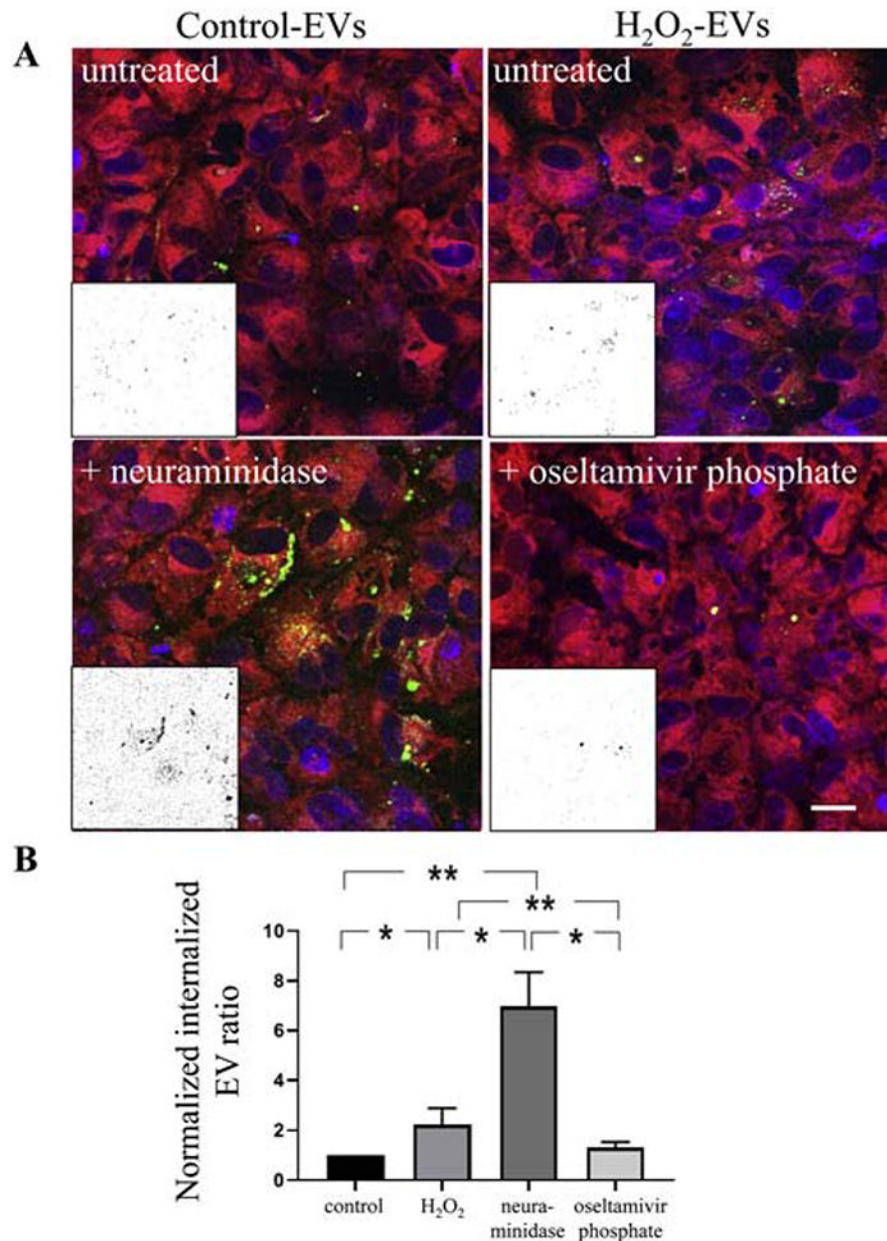 Control-EVs H₂O₂-EVs
A
untreated untreated
+ neuraminidase + oseltamivir phosphate
B
** 
**
* * *
Normalized internalized
EV ratio
10
8
6
4
2
0
control H₂O₂ neura- oseltamivir
minidase phosphate